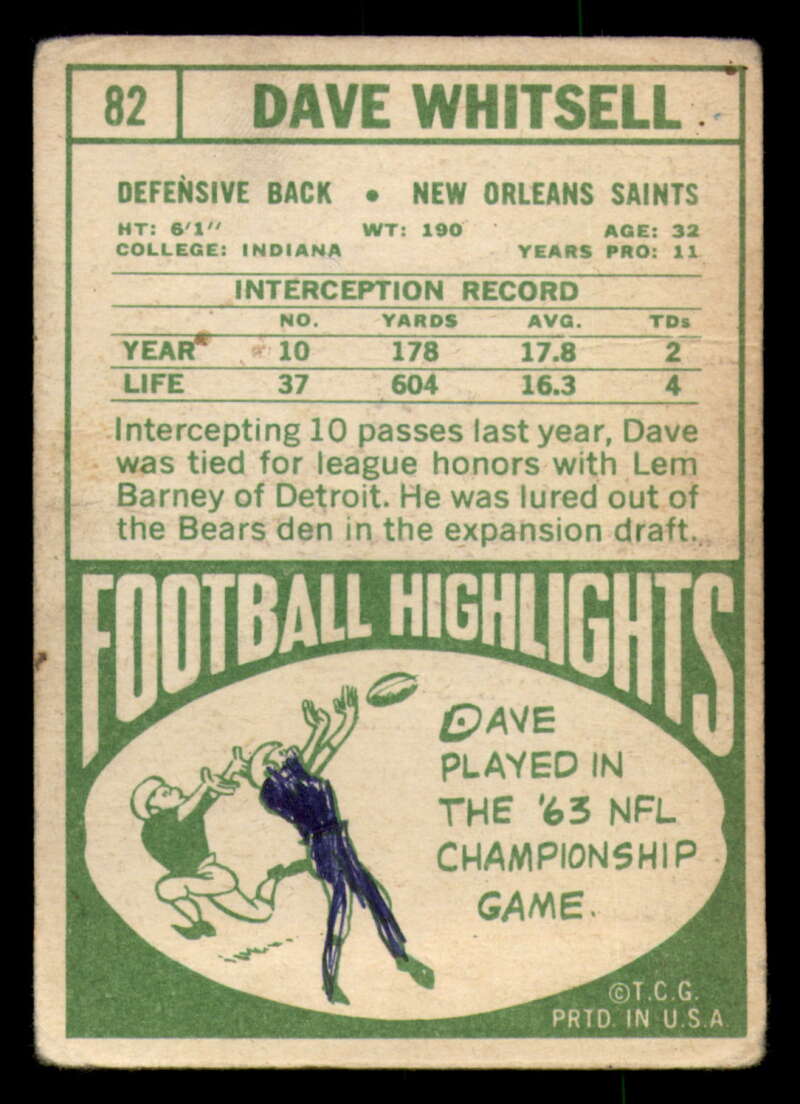 82 DAVE WHITSELL
DEFENSIVE BACK • NEW ORLEANS SAINTS
HT: 6'1" WT: 190 AGE: 32
COLLEGE: INDIANA YEARS PRO: 11
INTERCEPTION RECORD
NO. YARDS AVG. TDs
YEAR 10 178 17.8 2
LIFE 37 604 16.3 4
Intercepting 10 passes last year, Dave
was tied for league honors with Lem
Barney of Detroit. He was lured out of
the Bears den in the expansion draft.
FOOTBALL HIGHLIGHTS
DAVE
PLAYED IN
THE '63 NFL
CHAMPIONSHIP
GAME.
©T.C.G.
PRTD. IN U.S.A.